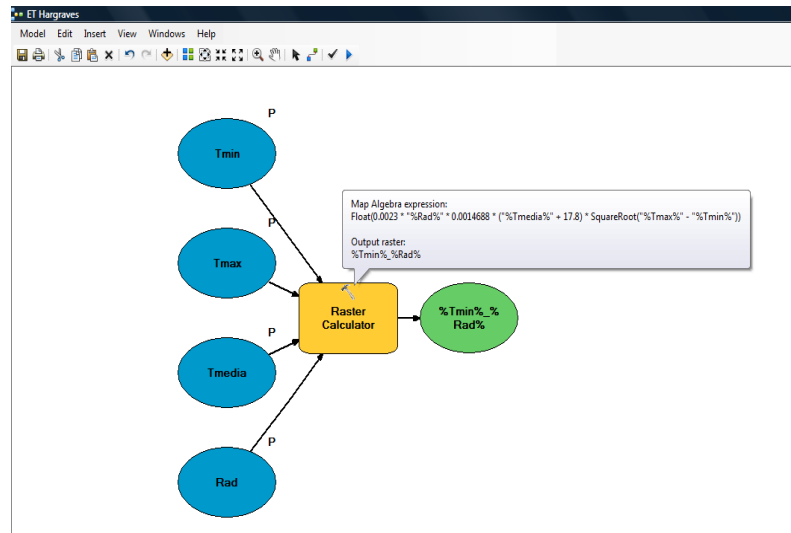 ET Hargraves
Model Edit Insert View Windows Help
P
Tmin
Map Algebra expression:
Float(0.0023 * "%Rad%" * 0.0014688 * ("%Tmedia%" + 17.8) * SquareRoot("%Tmax%" - "%Tmin%"))
Output raster:
%Tmin%_%Rad%
P
Tmax
Raster
Calculator
%Tmin%_%
Rad%
P
Tmedia
P
Rad